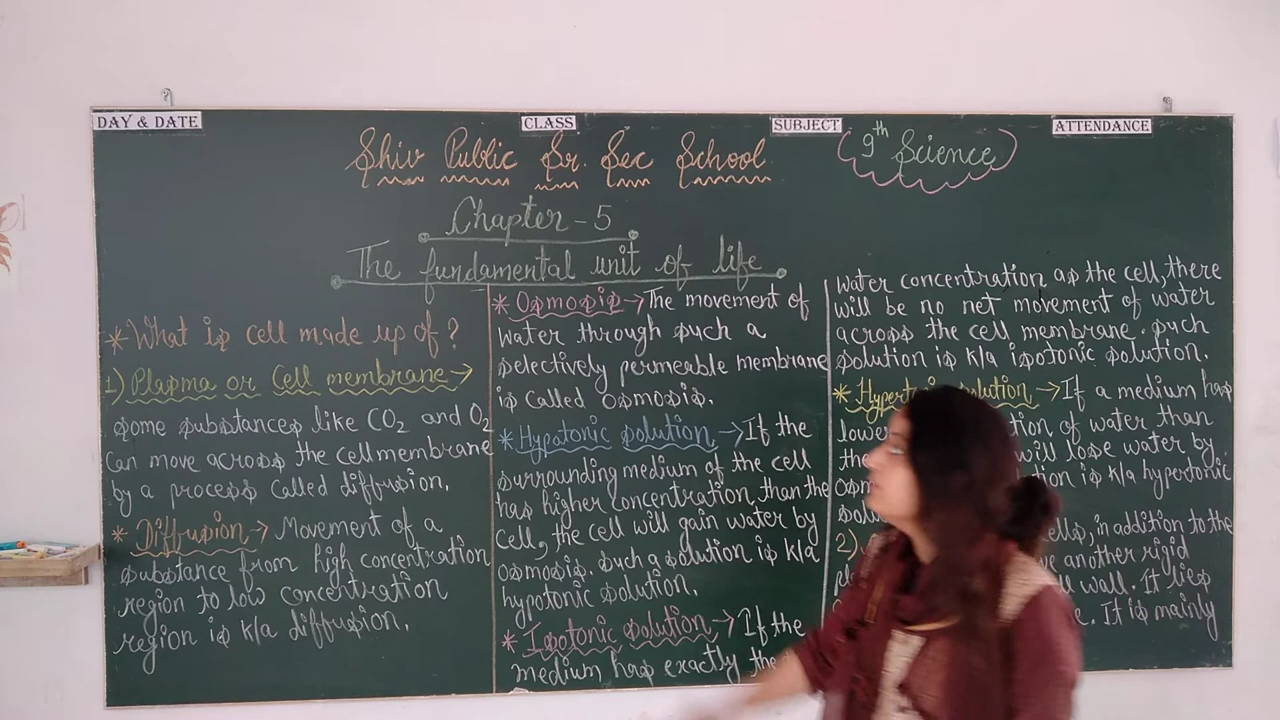 DAY & DATE
CLASS
SUBJECT
ATTENDANCE
Shiv Public Sr. Sec School
9th Science
Chapter - 5
The fundamental unit of life
* What is cell made up of?
1) Plasma or Cell membrane →
some substances like CO2 and O2
can move across the cell membrane
by a process called diffusion.
* Diffusion → Movement of a
substance from high concentration
region to low concentration
region is k/a diffusion.
* Osmosis → The movement of
water through such a
selectively permeable membrane
is called Osmosis.
* Hypotonic solution → If the
surrounding medium of the cell
has higher concentration than the
cell, the cell will gain water by
Osmosis. such a solution is k/a
hypotonic solution.
* Isotonic solution → If the
medium has exactly the
water concentration as the cell, there
will be no net movement of water
across the cell membrane. such
solution is k/a isotonic solution.
* Hypertonic solution → If a medium has
lower tion of water than
the will lose water by
Osm tion is k/a hypertonic
solu
2) ells, in addition to the
pl another rigid
ll wall. It lies
It is mainly